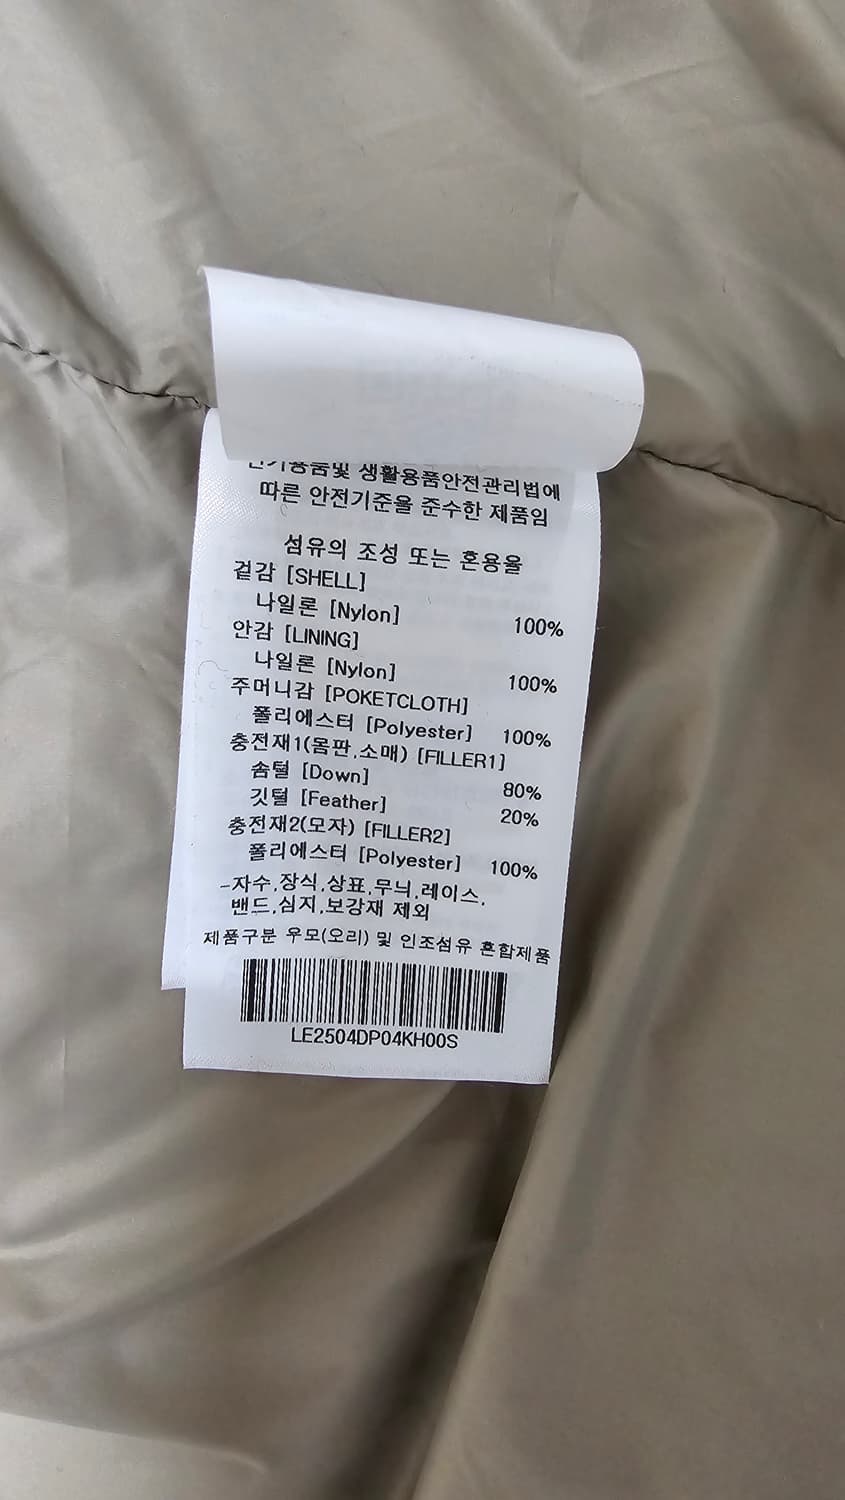 생활용품안전관리법에
따른 안전기준을 준수한 제품임
섬유의 조성 또는 혼용율
겉감 [SHELL]
나일론 [Nylon] 100%
안감 [LINING]
나일론 [Nylon] 100%
주머니감 [POKETCLOTH]
폴리에스터 [Polyester] 100%
충전재1(몸판,소매) [FILLER1]
솜털 [Down] 80%
깃털 [Feather] 20%
충전재2(모자) [FILLER2]
폴리에스터 [Polyester] 100%
-자수,장식,상표,무늬,레이스,
밴드,심지,보강재 제외
제품구분 우모(오리) 및 인조섬유 혼합제품
LE2504DP04KH00S